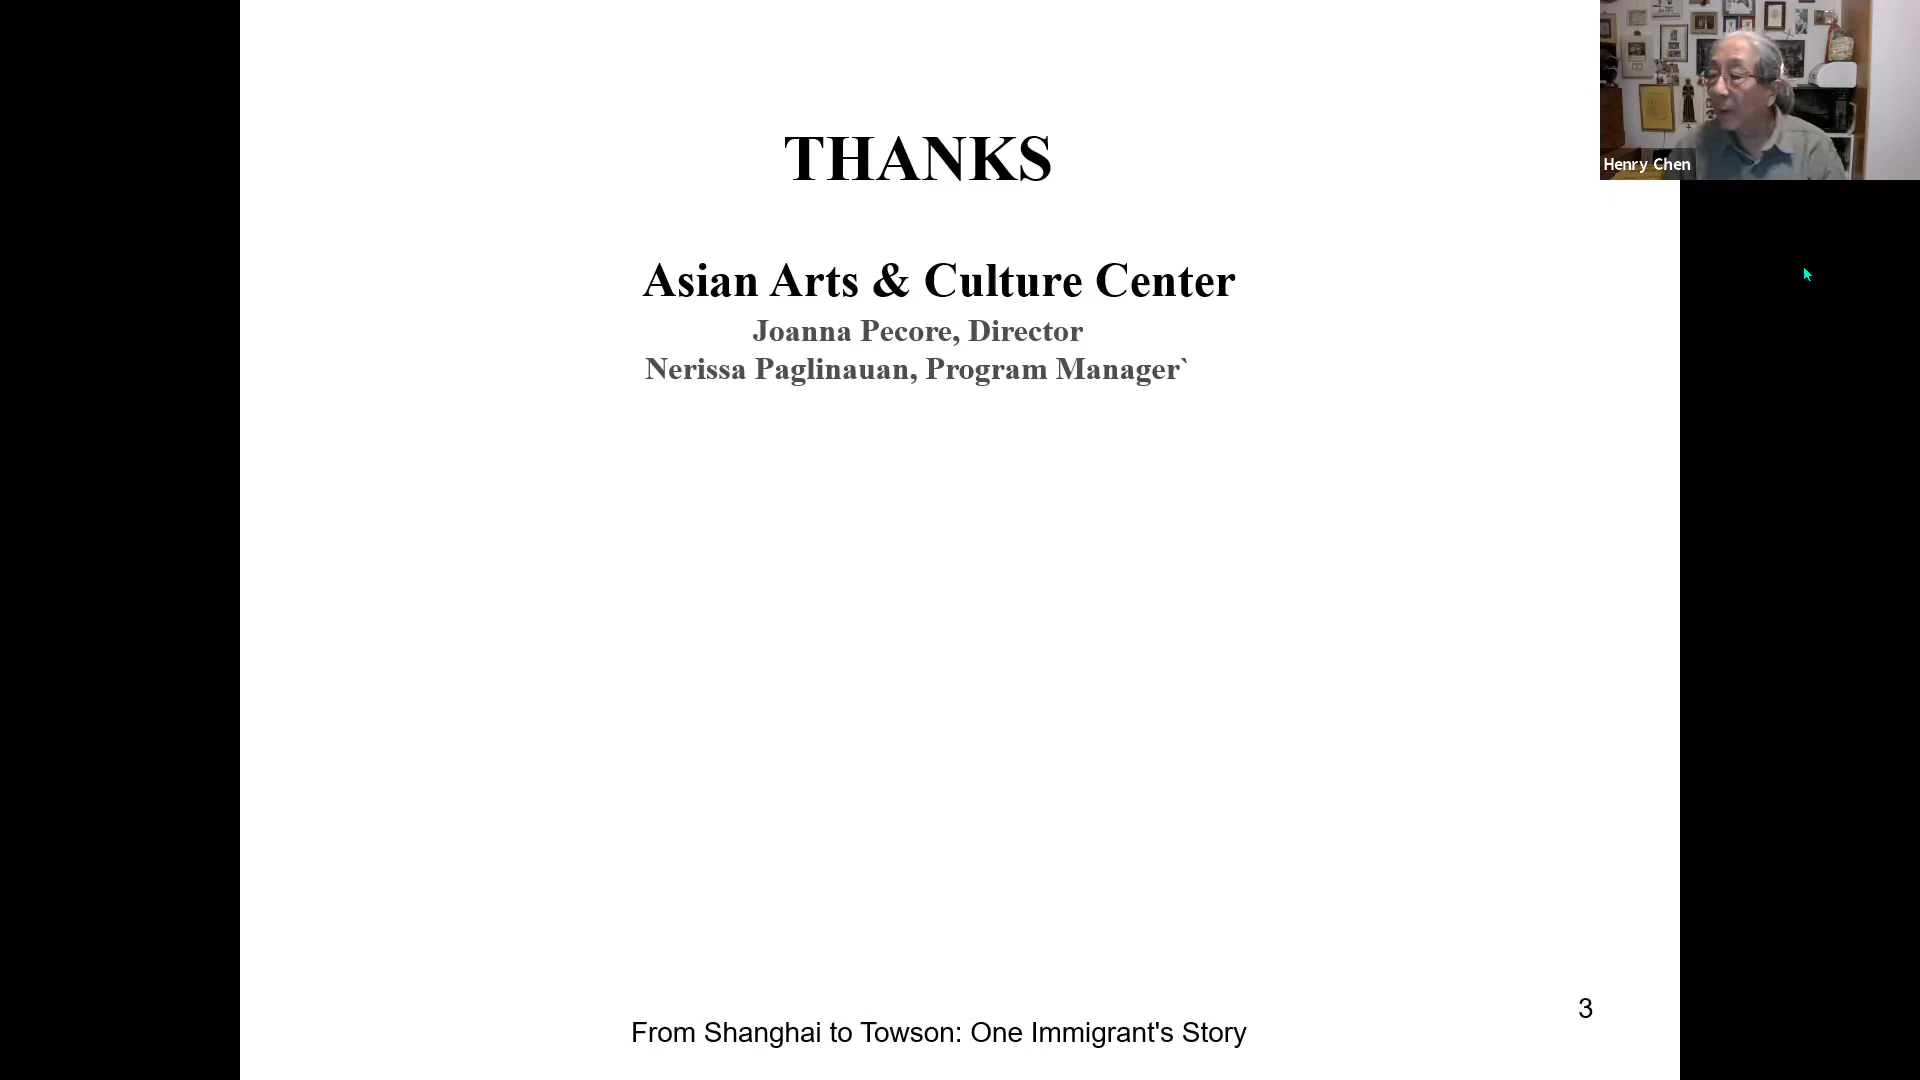 THANKS
Asian Arts & Culture Center
Joanna Pecore, Director
Nerissa Paglinauan, Program Manager`
Henry Chen
3
From Shanghai to Towson: One Immigrant's Story